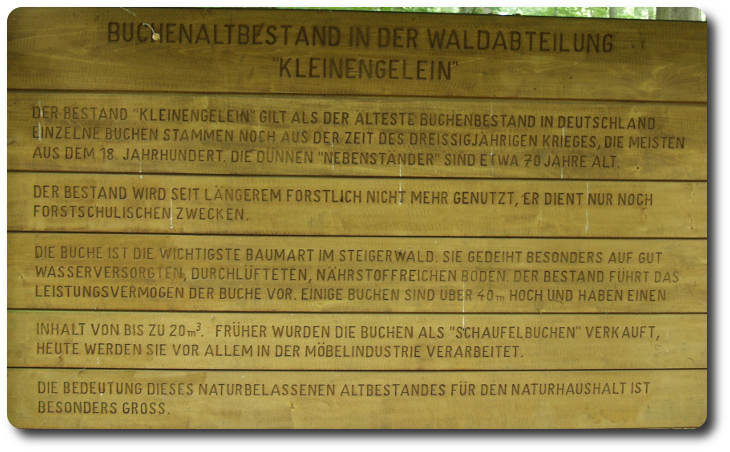 BUCHENALTBESTAND IN DER WALDABTEILUNG
"KLEINENGELEIN"
DER BESTAND "KLEINENGELEIN" GILT ALS DER ÄLTESTE BUCHENBESTAND IN DEUTSCHLAND.
EINZELNE BUCHEN STAMMEN NOCH AUS DER ZEIT DES DREISSIGJÄHRIGEN KRIEGES, DIE MEISTEN
AUS DEM 18. JAHRHUNDERT. DIE DÜNNEN "NEBENSTÄNDER" SIND ETWA 70 JAHRE ALT.
DER BESTAND WIRD SEIT LÄNGEREM FORSTLICH NICHT MEHR GENUTZT, ER DIENT NUR NOCH
FORSTSCHULISCHEN ZWECKEN.
DIE BUCHE IST DIE WICHTIGSTE BAUMART IM STEIGERWALD. SIE GEDEIHT BESONDERS AUF GUT
WASSERVERSORGTEN, DURCHLÜFTETEN, NÄHRSTOFFREICHEN BÖDEN. DER BESTAND FÜHRT DAS
LEISTUNGSVERMÖGEN DER BUCHE VOR. EINIGE BUCHEN SIND ÜBER 40m HOCH UND HABEN EINEN
INHALT VON BIS ZU 20m³. FRÜHER WURDEN DIE BUCHEN ALS "SCHAUFELBUCHEN" VERKAUFT,
HEUTE WERDEN SIE VOR ALLEM IN DER MÖBELINDUSTRIE VERARBEITET.
DIE BEDEUTUNG DIESES NATURBELASSENEN ALTBESTANDES FÜR DEN NATURHAUSHALT IST
BESONDERS GROSS.